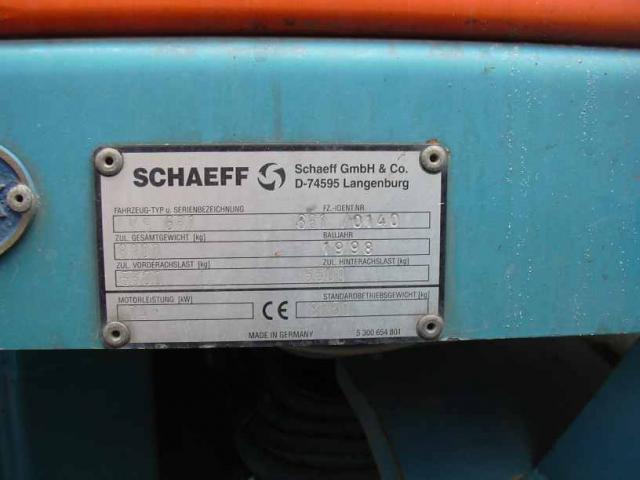 SCHAEFF
Schaeff GmbH & Co.
D-74595 Langenburg
FAHRZEUG-TYP u. SERIENBEZEICHNUNG
FZ.-IDENT.NR.
0140
ZUL. GESAMTGEWICHT [kg]
BAUJAHR
1998
ZUL. VORDERACHSLAST [kg]
ZUL. HINTERACHSLAST [kg]
MOTORLEISTUNG [kW]
CE
STANDARDBETRIEBSGEWICHT [kg]
MADE IN GERMANY
5 300 654 801